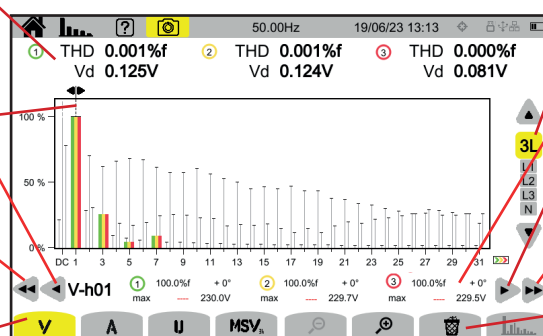 50.00Hz 19/06/23 13:13
1 THD 0.001%f 2 THD 0.001%f 3 THD 0.000%f
Vd 0.125V Vd 0.124V Vd 0.081V
100 %
50 %
0 %
3L
L1
L2
L3
N
DC 1 3 5 7 9 11 13 15 17 19 21 23 25 27 29 31
V-h01 1 100.0%f + 0° 2 100.0%f + 0° 3 100.0%f + 0°
max ---- 230.0V max ---- 229.7V max ---- 229.5V
V A U MSV